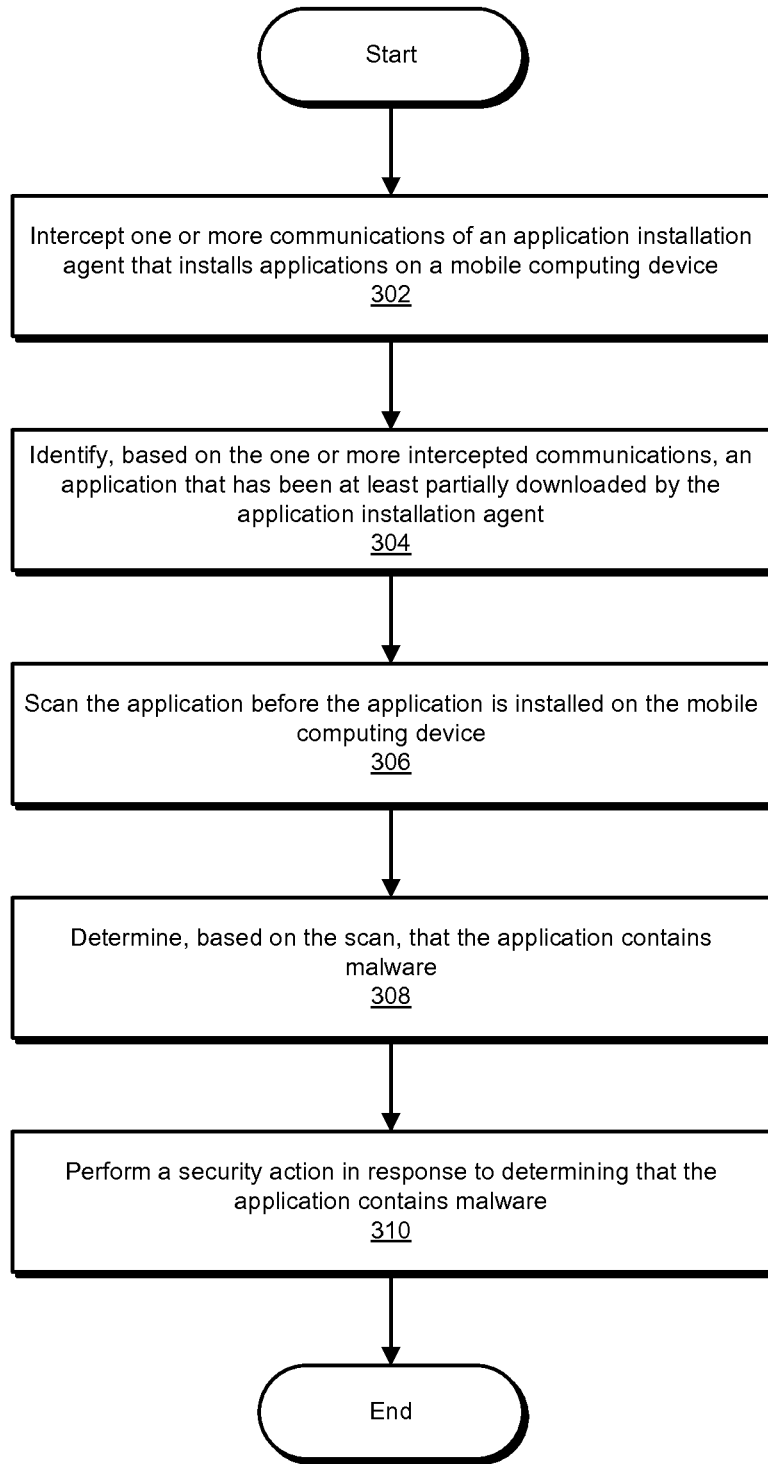 Start
Intercept one or more communications of an application installation
agent that installs applications on a mobile computing device
302
Identify, based on the one or more intercepted communications, an
application that has been at least partially downloaded by the
application installation agent
304
Scan the application before the application is installed on the mobile
computing device
306
Determine, based on the scan, that the application contains
malware
308
Perform a security action in response to determining that the
application contains malware
310
End